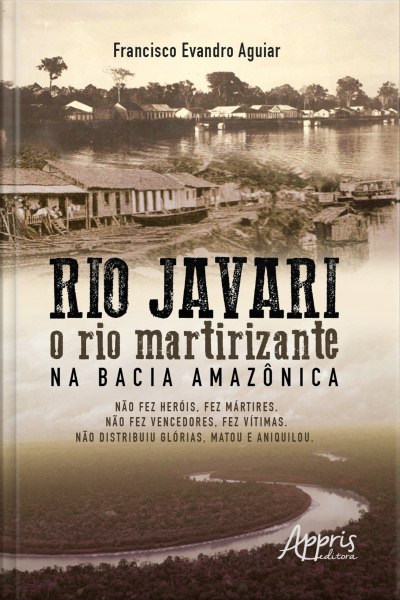 Francisco Evandro Aguiar
RIO JAVARI
o rio martirizante
NA BACIA AMAZÔNICA
NÃO FEZ HERÓIS, FEZ MÁRTIRES.
NÃO FEZ VENCEDORES, FEZ VÍTIMAS.
NÃO DISTRIBUIU GLÓRIAS, MATOU E ANIQUILOU.
Appris
editora